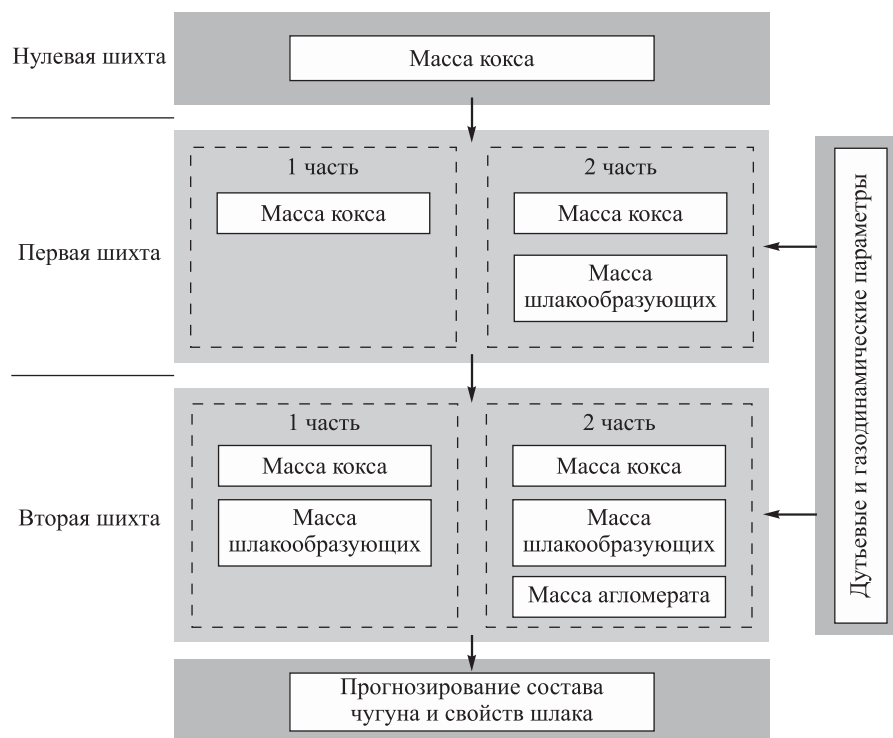 Нулевая шихта
Масса кокса
Первая шихта
1 часть
Масса кокса
2 часть
Масса кокса
Масса
шлакообразующих
Дутьевые и газодинамические параметры
Вторая шихта
1 часть
Масса кокса
Масса
шлакообразующих
2 часть
Масса кокса
Масса
шлакообразующих
Масса агломерата
Прогнозирование состава
чугуна и свойств шлака